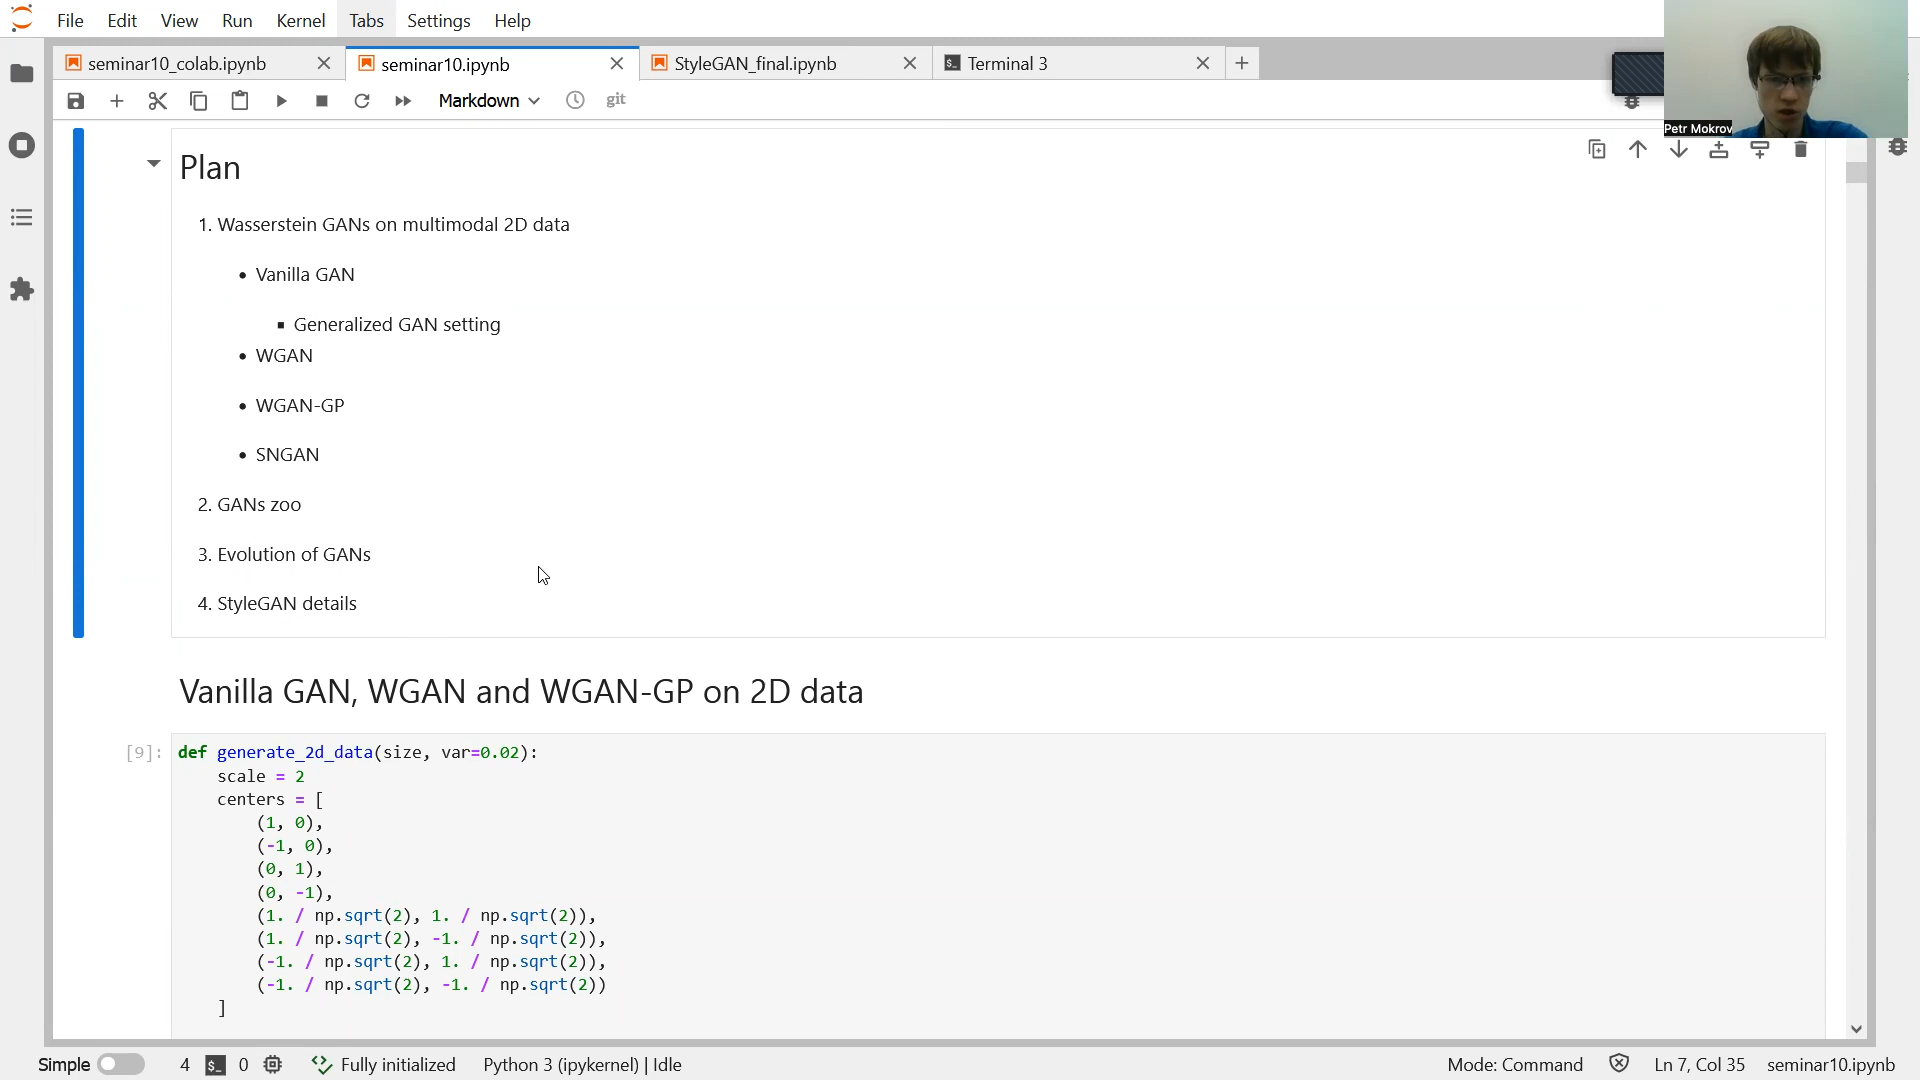 File Edit View Run Kernel Tabs Settings Help
seminar10_colab.ipynb seminar10.ipynb StyleGAN_final.ipynb Terminal 3
Markdown git
Petr Mokrov
Plan
1. Wasserstein GANs on multimodal 2D data
• Vanilla GAN
▪ Generalized GAN setting
• WGAN
• WGAN-GP
• SNGAN
2. GANs zoo
3. Evolution of GANs
4. StyleGAN details
Vanilla GAN, WGAN and WGAN-GP on 2D data
[9]: def generate_2d_data(size, var=0.02):
scale = 2
centers = [
(1, 0),
(-1, 0),
(0, 1),
(0, -1),
(1. / np.sqrt(2), 1. / np.sqrt(2)),
(1. / np.sqrt(2), -1. / np.sqrt(2)),
(-1. / np.sqrt(2), 1. / np.sqrt(2)),
(-1. / np.sqrt(2), -1. / np.sqrt(2))
]
Simple 4 $_ 0 Fully initialized Python 3 (ipykernel) | Idle Mode: Command Ln 7, Col 35 seminar10.ipynb